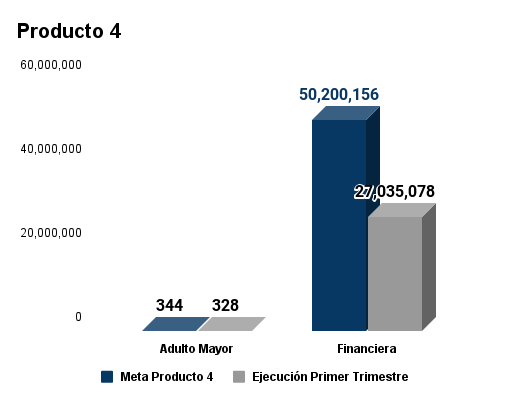 Producto 4
60,000,000
40,000,000
20,000,000
0
50,200,156
27,035,078
344
328
Adulto Mayor
Financiera
Meta Producto 4
Ejecución Primer Trimestre